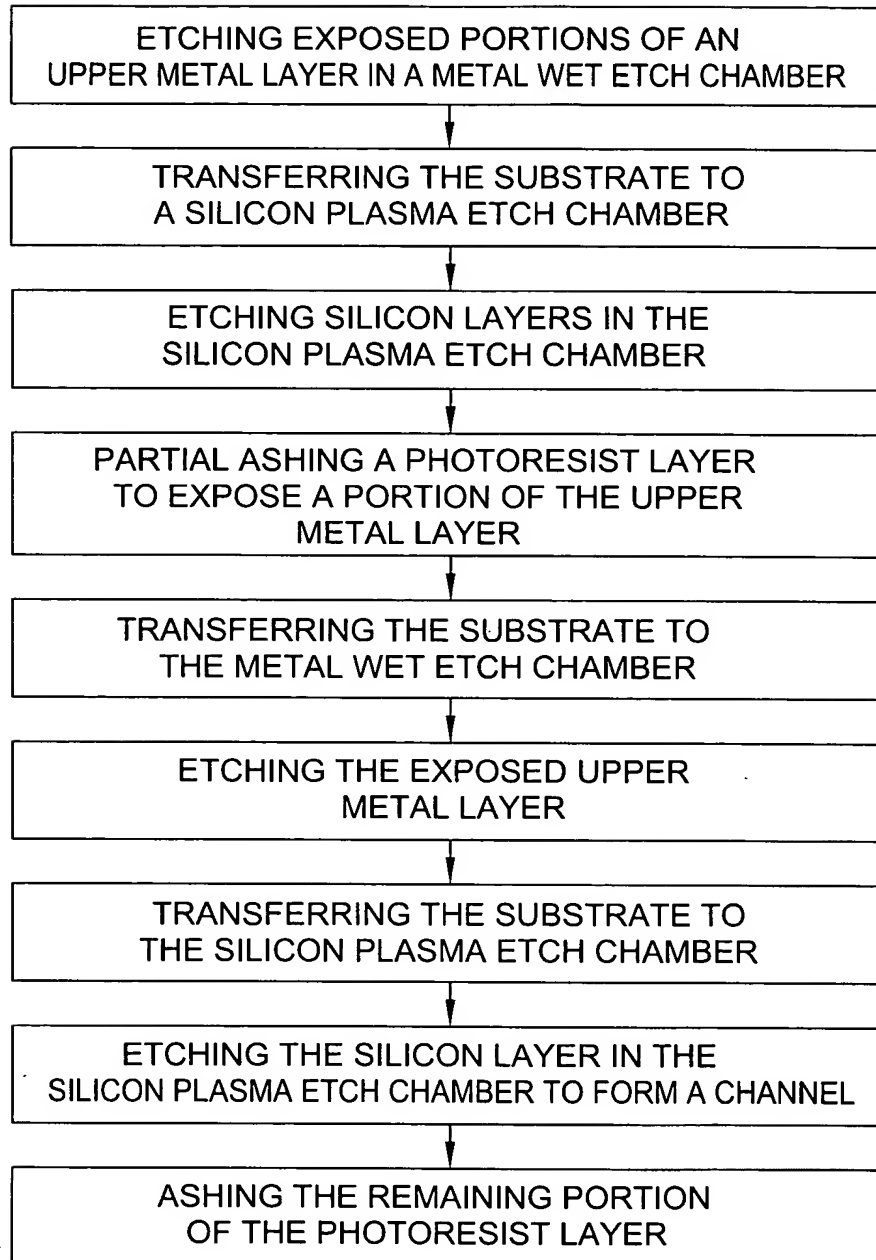 ETCHING EXPOSED PORTIONS OF AN
UPPER METAL LAYER IN A METAL WET ETCH CHAMBER
TRANSFERRING THE SUBSTRATE TO
A SILICON PLASMA ETCH CHAMBER
ETCHING SILICON LAYERS IN THE
SILICON PLASMA ETCH CHAMBER
PARTIAL ASHING A PHOTORESIST LAYER
TO EXPOSE A PORTION OF THE UPPER
METAL LAYER
TRANSFERRING THE SUBSTRATE TO
THE METAL WET ETCH CHAMBER
ETCHING THE EXPOSED UPPER
METAL LAYER
TRANSFERRING THE SUBSTRATE TO
THE SILICON PLASMA ETCH CHAMBER
ETCHING THE SILICON LAYER IN THE
SILICON PLASMA ETCH CHAMBER TO FORM A CHANNEL
ASHING THE REMAINING PORTION
OF THE PHOTORESIST LAYER